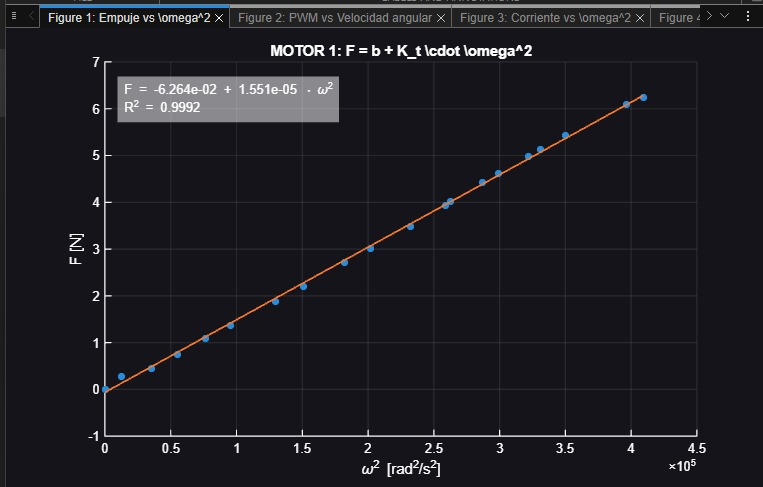 Figure 1: Empuje vs \omega^2 × Figure 2: PWM vs Velocidad angular × Figure 3: Corriente vs \omega^2 × Figure 4
MOTOR 1: F = b + K_t \cdot \omega^2
F = -6.264e-02 + 1.551e-05 · ω²
R² = 0.9992
7
6
5
4
3
2
1
0
-1
F [N]
0 0.5 1 1.5 2 2.5 3 3.5 4 4.5
×10⁵
ω² [rad²/s²]